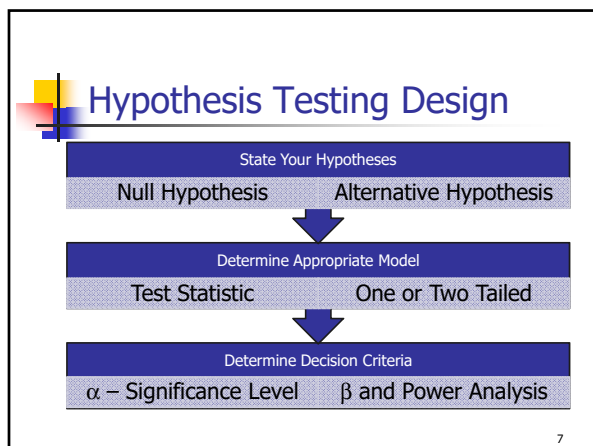 Hypothesis Testing Design
State Your Hypotheses
Null Hypothesis Alternative Hypothesis
Determine Appropriate Model
Test Statistic One or Two Tailed
Determine Decision Criteria
α – Significance Level β and Power Analysis
7